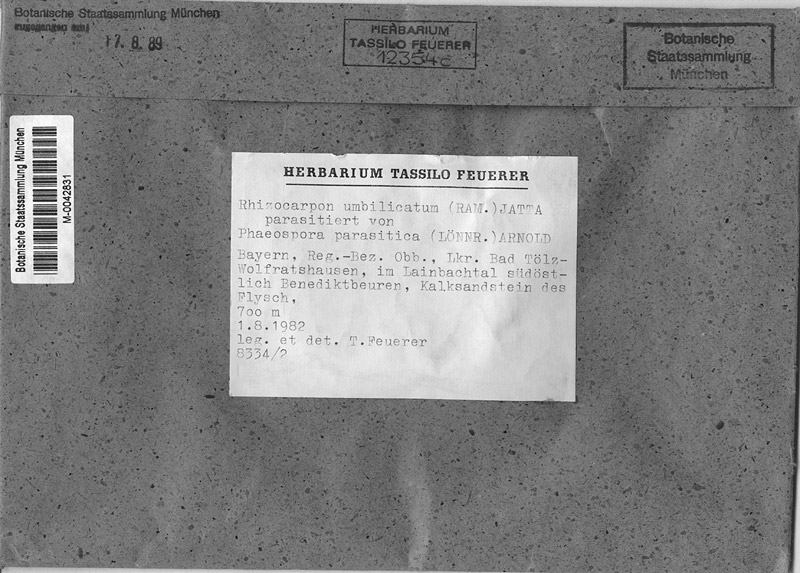 Botanische Staatssammlung München
17. 8. 89
HERBARIUM
TASSILO FEUERER
12354c
Botanische
Staatssammlung
München
Botanische Staatssammlung München
M-0042831
HERBARIUM TASSILO FEUERER
Rhizocarpon umbilicatum (RAM.)JATTA
parasitiert von
Phaeospora parasitica (LÖNNR.)ARNOLD
Bayern, Reg.-Bez. Obb., Lkr. Bad Tölz-
Wolfratshausen, im Lainbachtal südöst-
lich Benediktbeuren, Kalksandstein des
Flysch,
7oo m
1.8.1982
leg. et det. T.Feuerer
8334/2